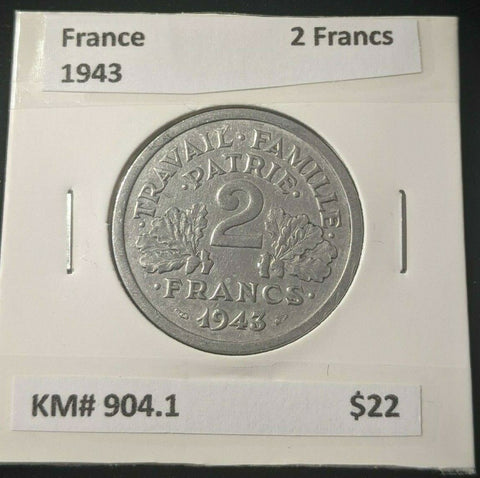 France 2 Francs
1943
TRAVAIL · FAMILLE
· PATRIE ·
2
· FRANCS ·
1943
KM# 904.1 $22